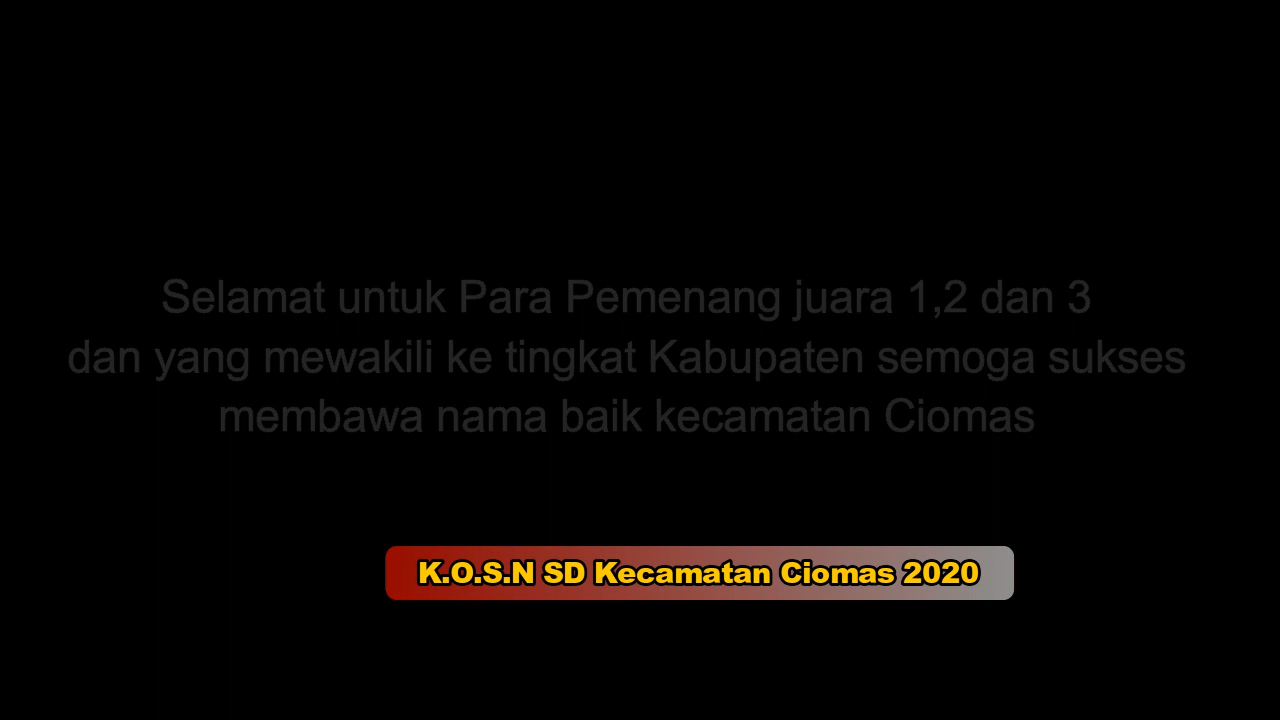 Selamat untuk Para Pemenang juara 1,2 dan 3
dan yang mewakili ke tingkat Kabupaten semoga sukses
membawa nama baik kecamatan Ciomas
K.O.S.N SD Kecamatan Ciomas 2020